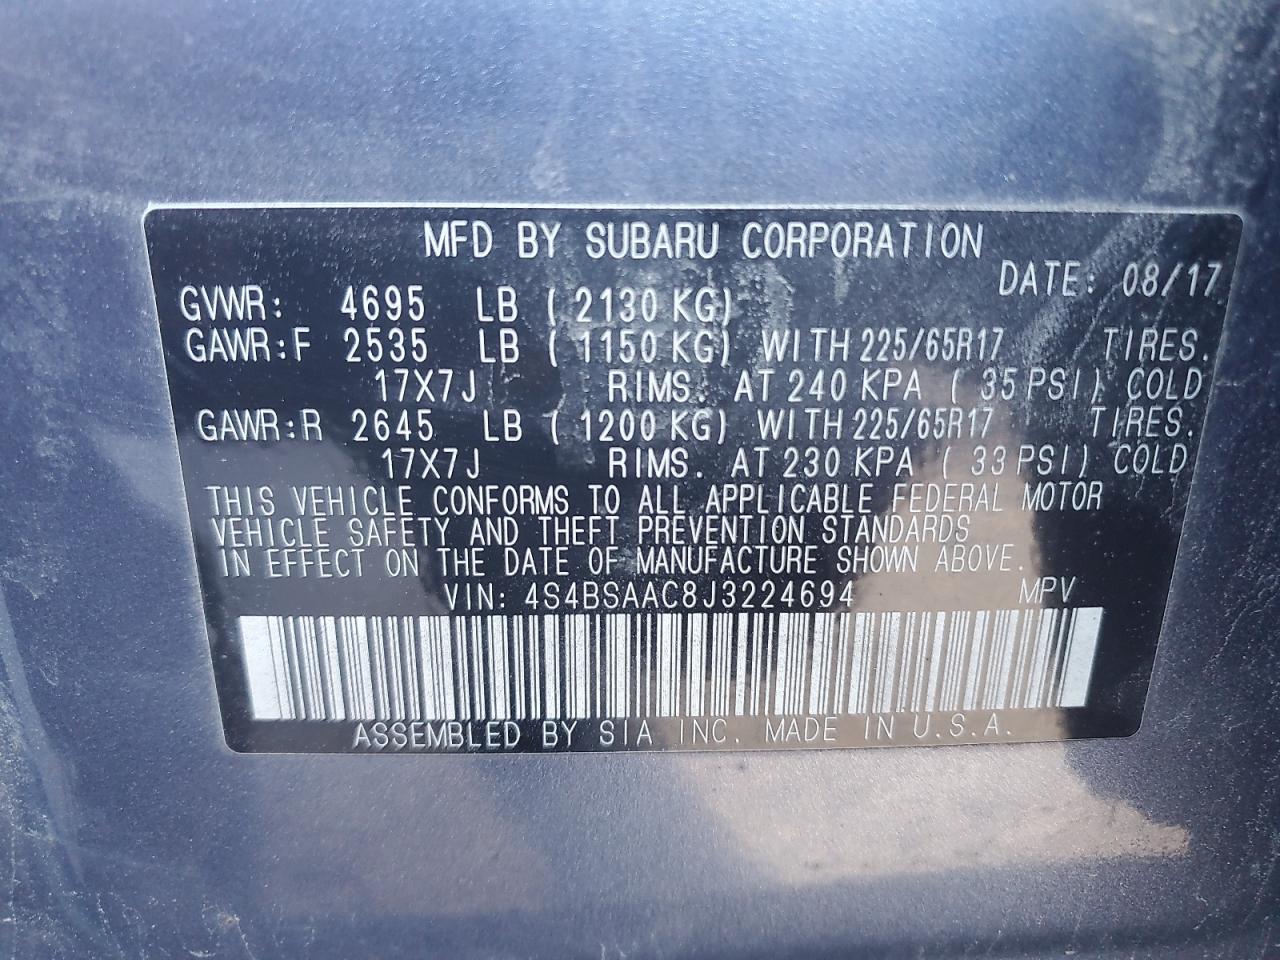 MFD BY SUBARU CORPORATION
DATE: 08/17
GVWR: 4695 LB ( 2130 KG)
GAWR:F 2535 LB ( 1150 KG) WITH 225/65R17 TIRES.
17X7J RIMS. AT 240 KPA ( 35 PSI) COLD
GAWR:R 2645 LB ( 1200 KG) WITH 225/65R17 TIRES.
17X7J RIMS. AT 230 KPA ( 33 PSI) COLD
THIS VEHICLE CONFORMS TO ALL APPLICABLE FEDERAL MOTOR
VEHICLE SAFETY AND THEFT PREVENTION STANDARDS
IN EFFECT ON THE DATE OF MANUFACTURE SHOWN ABOVE.
VIN: 4S4BSAAC8J3224694 MPV
ASSEMBLED BY SIA INC. MADE IN U.S.A.